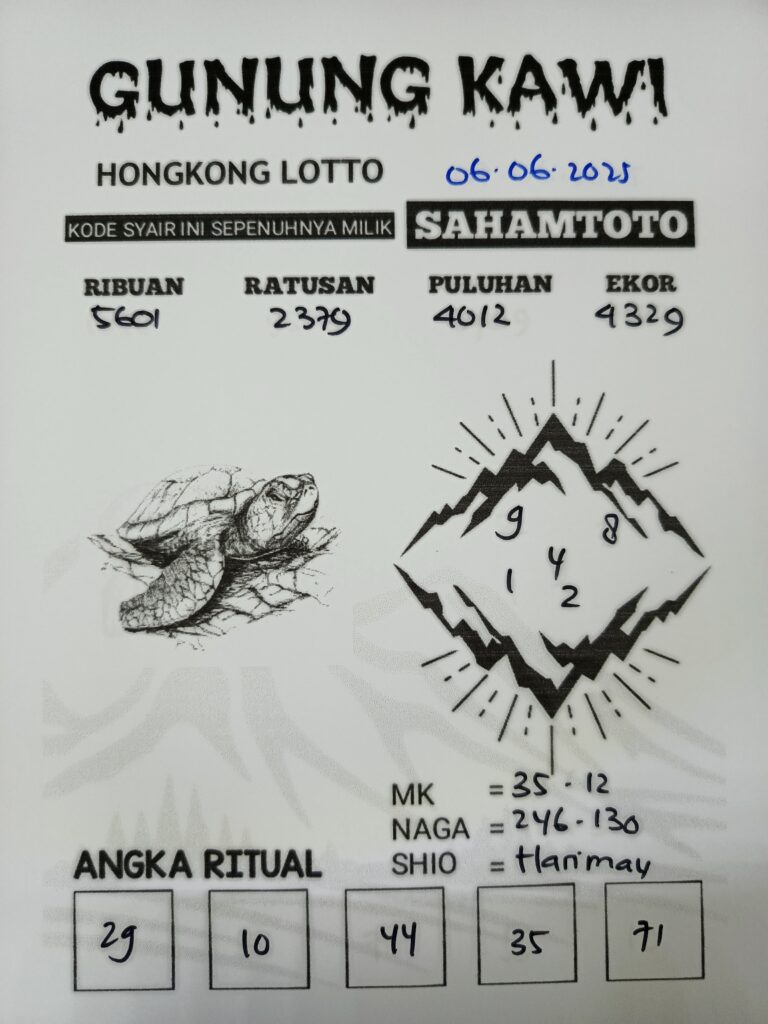 GUNUNG KAWI
HONGKONG LOTTO 06.06.2025
KODE SYAIR INI SEPENUHNYA MILIK SAHAMTOTO
RIBUAN RATUSAN PULUHAN EKOR
5601 2379 4012 4329
9 8
4
1
2
MK = 35 - 12
NAGA = 246 - 130
SHIO = Harimay
ANGKA RITUAL
29 10 44 35 71